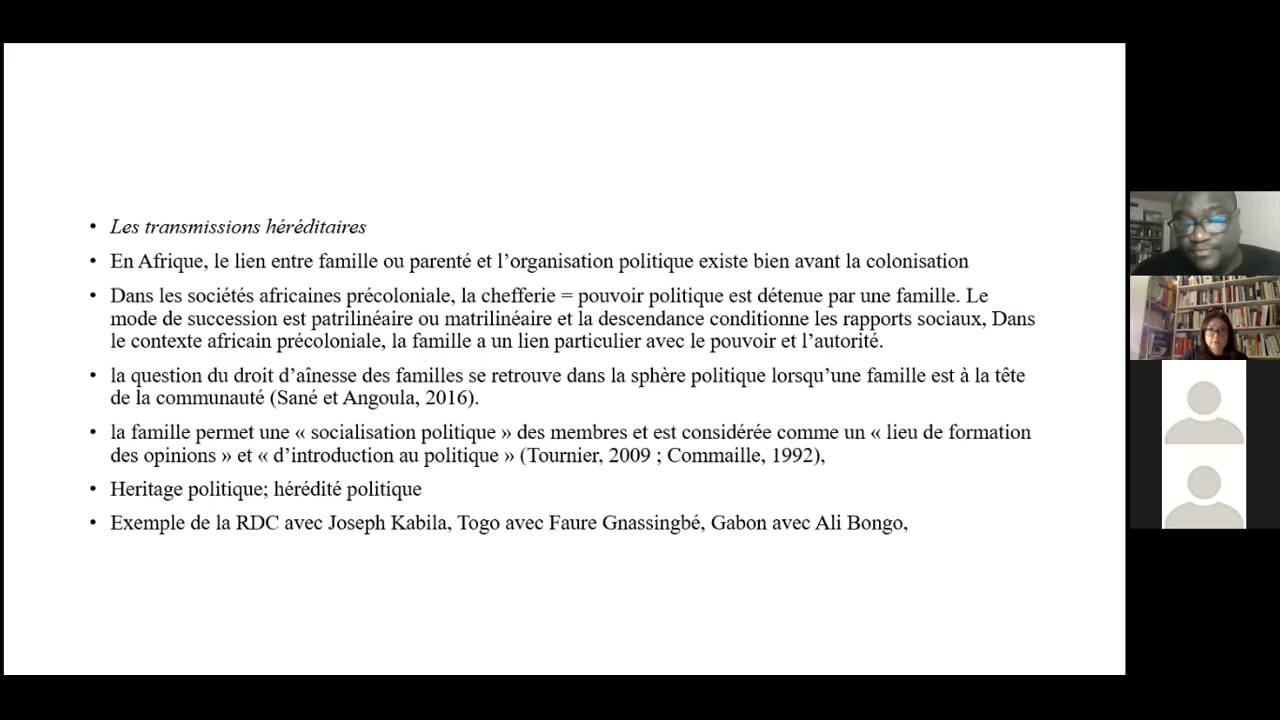 • Les transmissions héréditaires
• En Afrique, le lien entre famille ou parenté et l’organisation politique existe bien avant la colonisation
• Dans les sociétés africaines précoloniale, la chefferie = pouvoir politique est détenue par une famille. Le
mode de succession est patrilinéaire ou matrilinéaire et la descendance conditionne les rapports sociaux, Dans
le contexte africain précoloniale, la famille a un lien particulier avec le pouvoir et l’autorité.
• la question du droit d’aînesse des familles se retrouve dans la sphère politique lorsqu’une famille est à la tête
de la communauté (Sané et Angoula, 2016).
• la famille permet une « socialisation politique » des membres et est considérée comme un « lieu de formation
des opinions » et « d’introduction au politique » (Tournier, 2009 ; Commaille, 1992),
• Heritage politique; hérédité politique
• Exemple de la RDC avec Joseph Kabila, Togo avec Faure Gnassingbé, Gabon avec Ali Bongo,